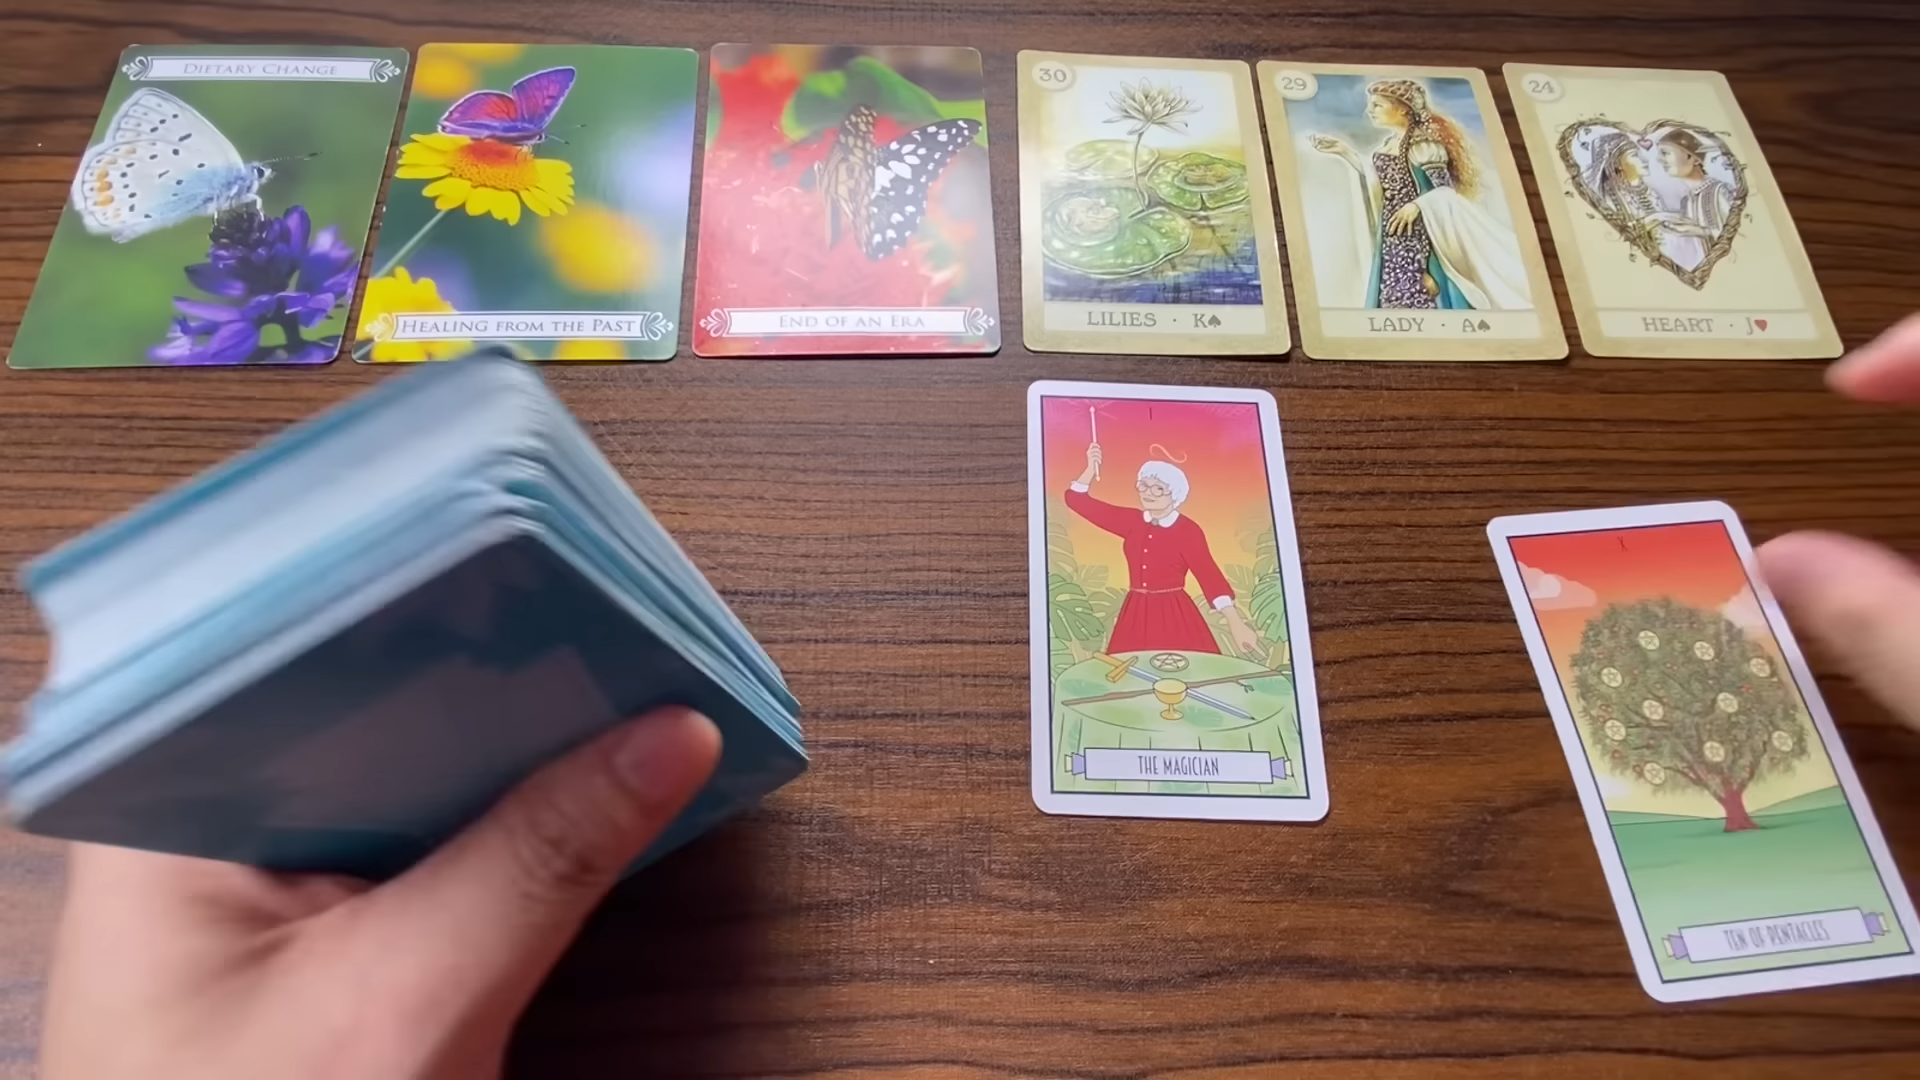 DIETARY CHANGE
HEALING FROM THE PAST
END OF AN ERA
30
LILIES · K♠
29
LADY · A♠
24
HEART · J♥
I
THE MAGICIAN
X
TEN OF PENTACLES